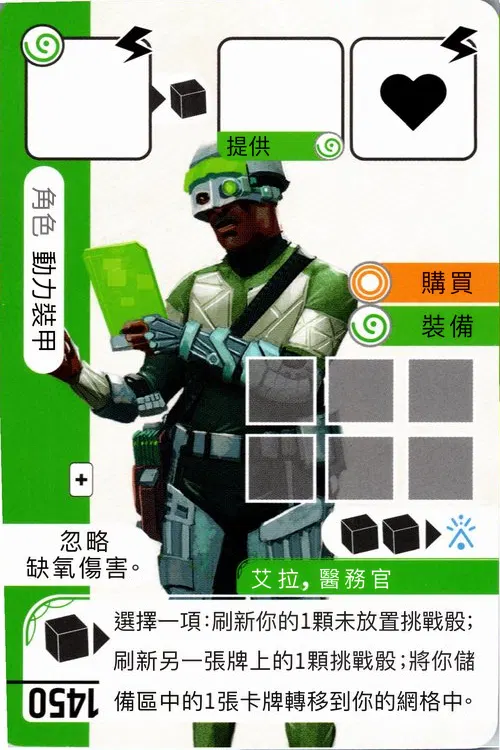 提供
角色 動力裝甲
購買
裝備
+
忽略
缺氧傷害。
艾拉, 醫務官
選擇一項:刷新你的1顆未放置挑戰骰;
刷新另一張牌上的1顆挑戰骰;將你儲
備區中的1張卡牌轉移到你的網格中。
1450